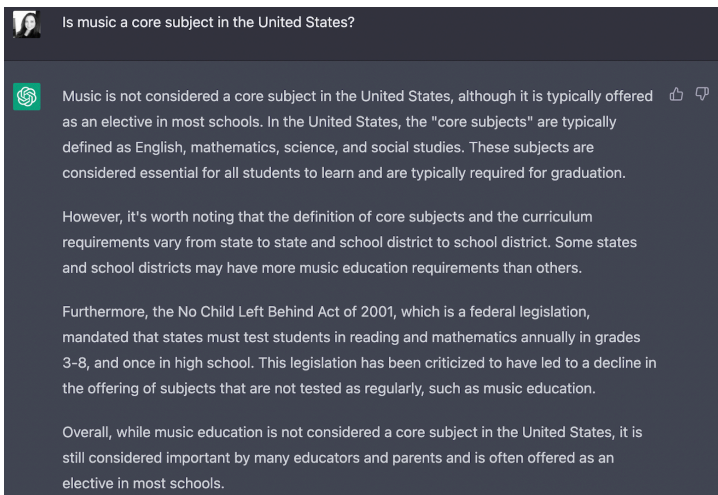 Is music a core subject in the United States?
Music is not considered a core subject in the United States, although it is typically offered
as an elective in most schools. In the United States, the "core subjects" are typically
defined as English, mathematics, science, and social studies. These subjects are
considered essential for all students to learn and are typically required for graduation.
However, it's worth noting that the definition of core subjects and the curriculum
requirements vary from state to state and school district to school district. Some states
and school districts may have more music education requirements than others.
Furthermore, the No Child Left Behind Act of 2001, which is a federal legislation,
mandated that states must test students in reading and mathematics annually in grades
3-8, and once in high school. This legislation has been criticized to have led to a decline in
the offering of subjects that are not tested as regularly, such as music education.
Overall, while music education is not considered a core subject in the United States, it is
still considered important by many educators and parents and is often offered as an
elective in most schools.